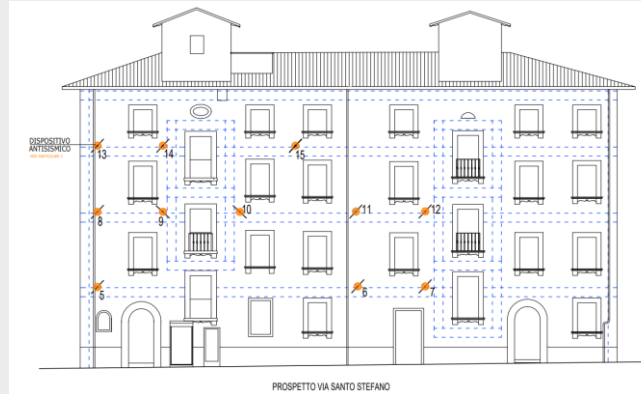 DISPOSITIVO
ANTISISMICO
13 14 15
8 9 10 11 12
5 6 7
PROSPETTO VIA SANTO STEFANO